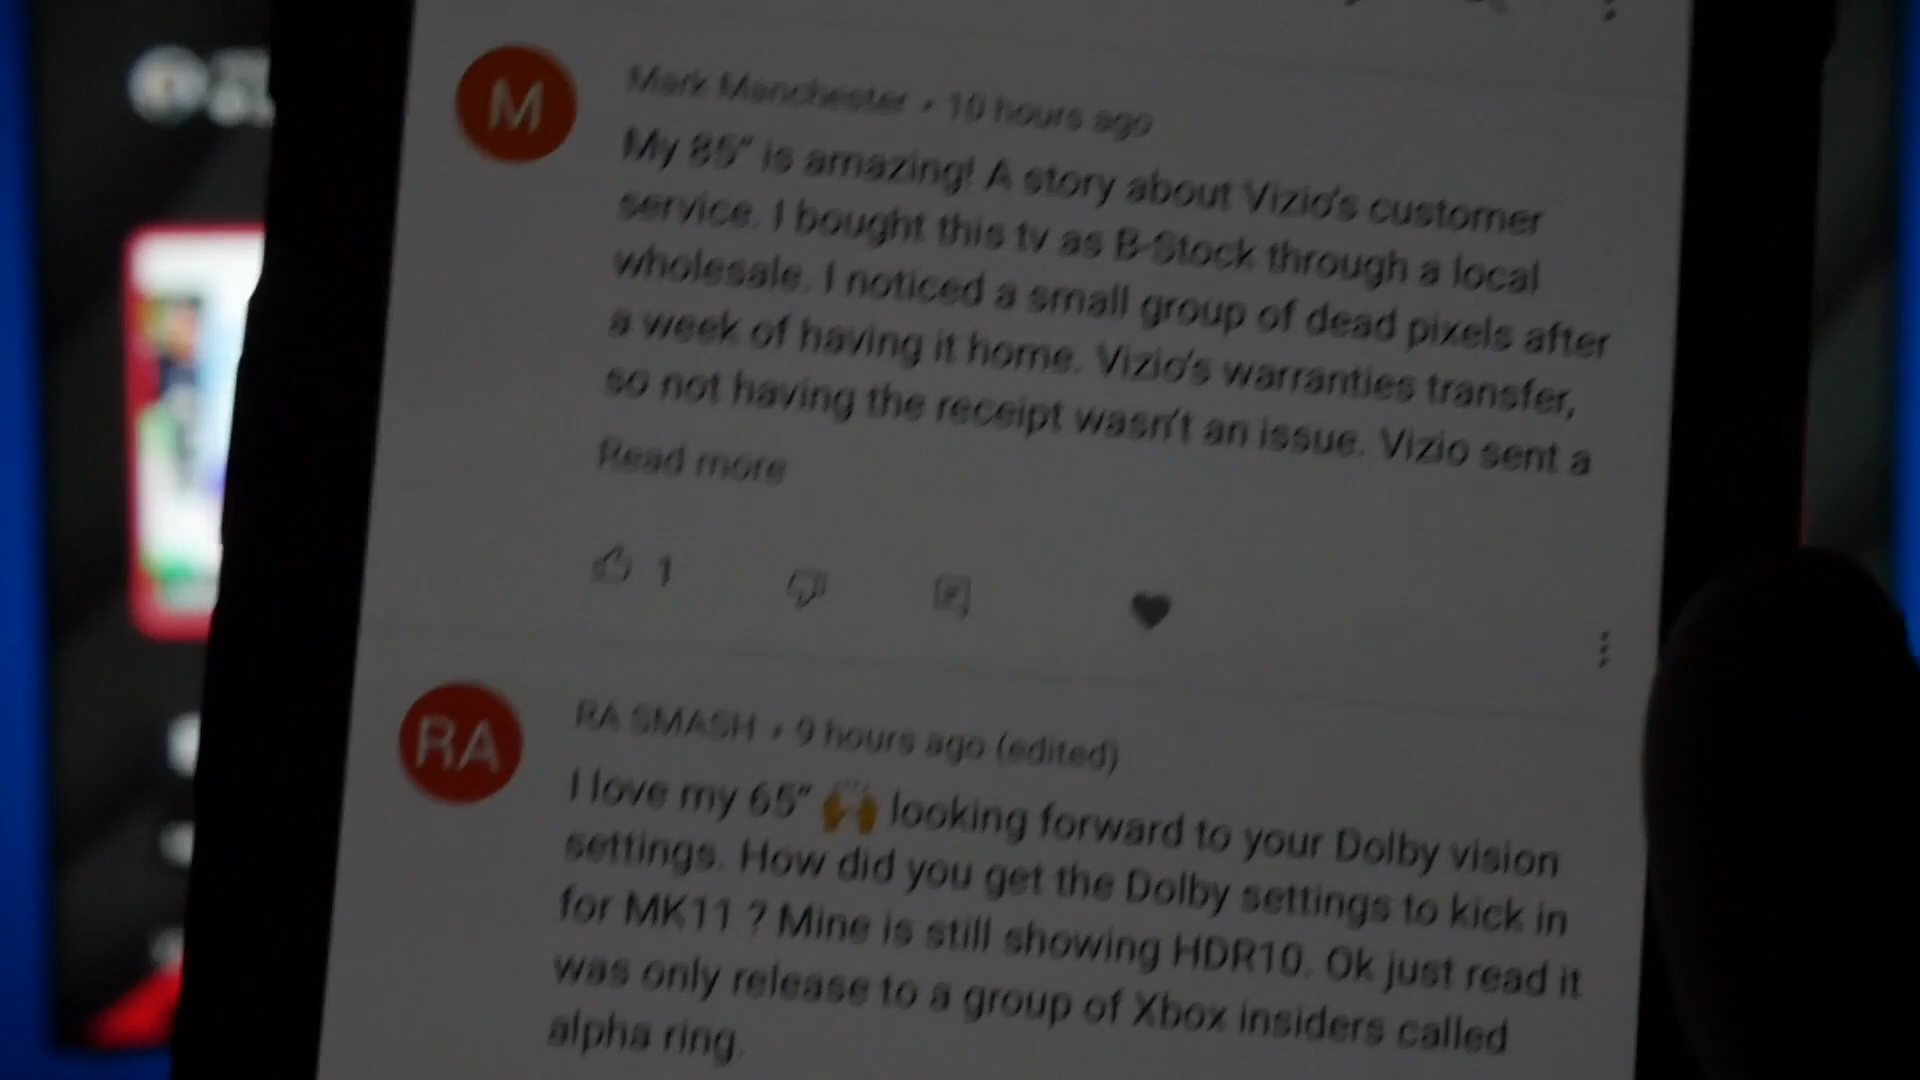 M
Mark Manchester • 10 hours ago
My 85" is amazing! A story about Vizio's customer
service. I bought this tv as B-Stock through a local
wholesale. I noticed a small group of dead pixels after
a week of having it home. Vizio's warranties transfer,
so not having the receipt wasn't an issue. Vizio sent a
Read more
1
RA
RA SMASH • 9 hours ago (edited)
I love my 65" 🙌 looking forward to your Dolby vision
settings. How did you get the Dolby settings to kick in
for MK11 ? Mine is still showing HDR10. Ok just read it
was only release to a group of Xbox insiders called
alpha ring.